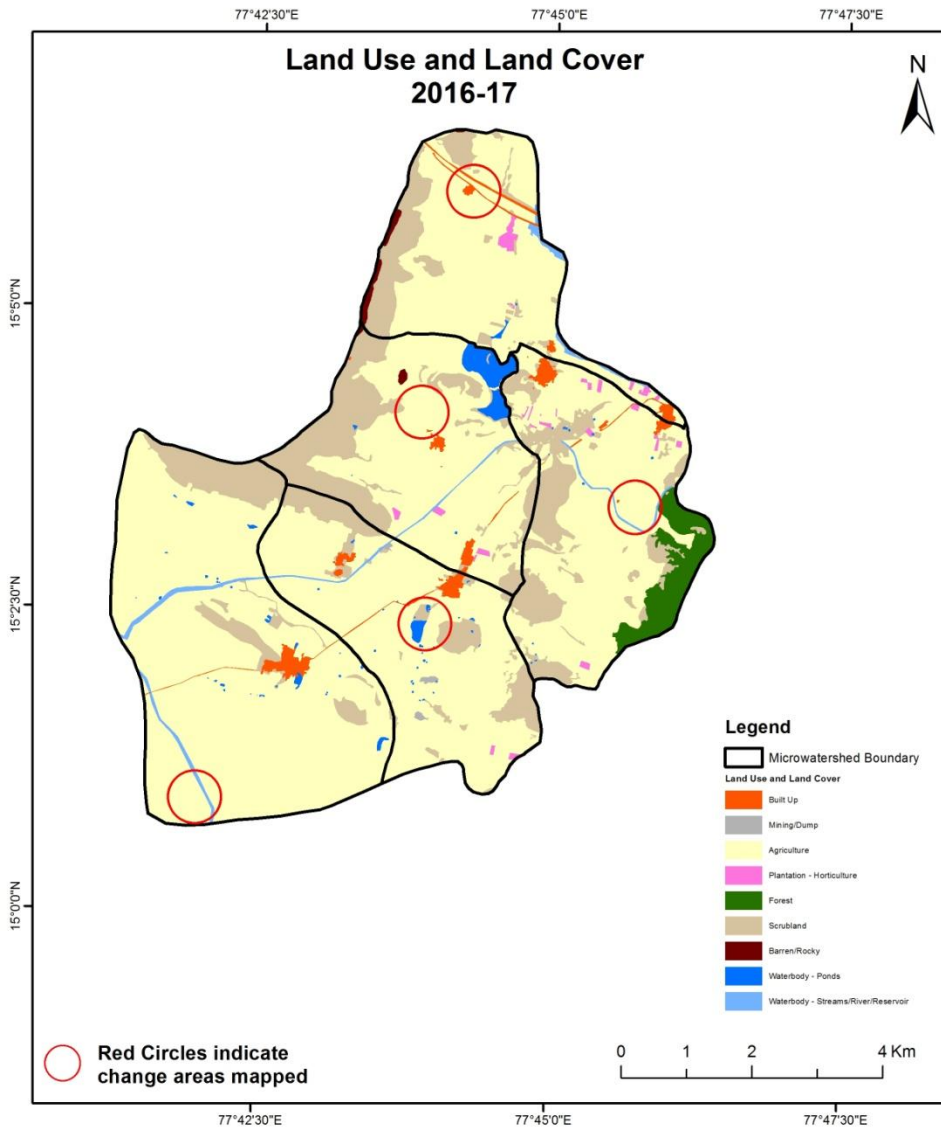 77°42'30"E
77°45'0"E
77°47'30"E
Land Use and Land Cover
2016-17
N
15°5'0"N
15°2'30"N
15°0'0"N
Legend
Microwatershed Boundary
Land Use and Land Cover
Built Up
Mining/Dump
Agriculture
Plantation - Horticulture
Forest
Scrubland
Barren/Rocky
Waterbody - Ponds
Waterbody - Streams/River/Reservoir
Red Circles indicate
change areas mapped
0 1 2 4 Km
77°42'30"E
77°45'0"E
77°47'30"E